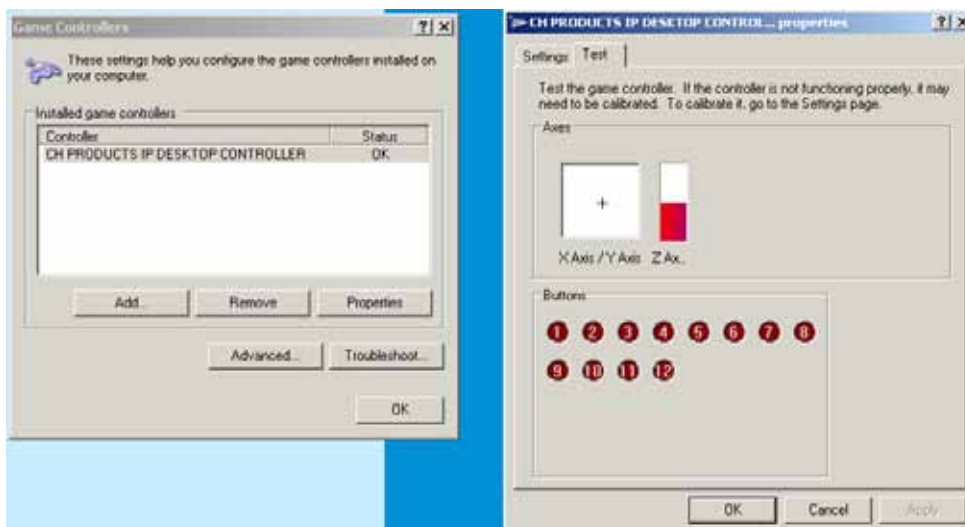 Game Controllers
These settings help you configure the game controllers installed on
your computer.
Installed game controllers
Controller Status
CH PRODUCTS IP DESKTOP CONTROLLER OK
Add... Remove Properties
Advanced... Troubleshoot...
OK
CH PRODUCTS IP DESKTOP CONTROL... properties
Settings Test
Test the game controller. If the controller is not functioning properly, it may
need to be calibrated. To calibrate it, go to the Settings page.
Axes
X Axis / Y Axis Z Ax..
Buttons
1 2 3 4 5 6 7 8
9 10 11 12
OK Cancel Apply